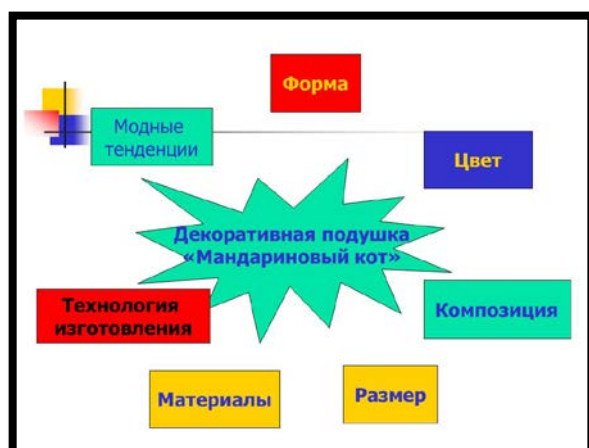 Форма
Модные
тенденции
Цвет
Декоративная подушка
«Мандариновый кот»
Технология
изготовления
Композиция
Материалы
Размер